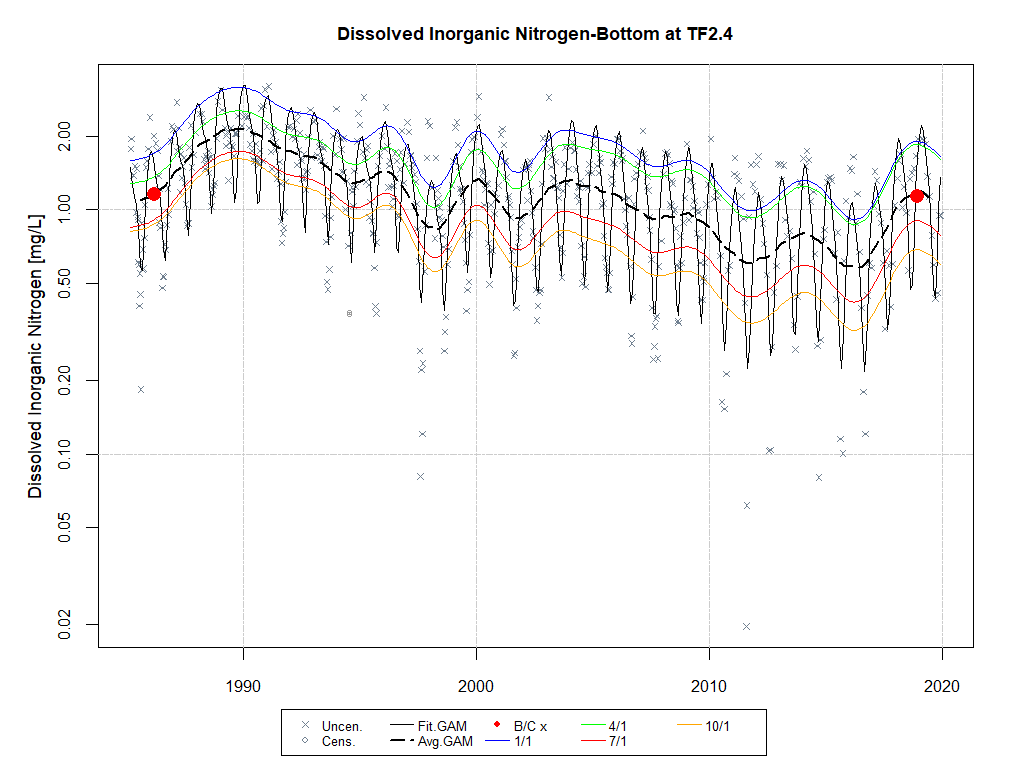 Dissolved Inorganic Nitrogen-Bottom at TF2.4
Dissolved Inorganic Nitrogen [mg/L]
2.00
1.00
0.50
0.20
0.10
0.05
0.02
1990 2000 2010 2020
Uncen. Fit.GAM B/C x 4/1 10/1
Cens. Avg.GAM 1/1 7/1